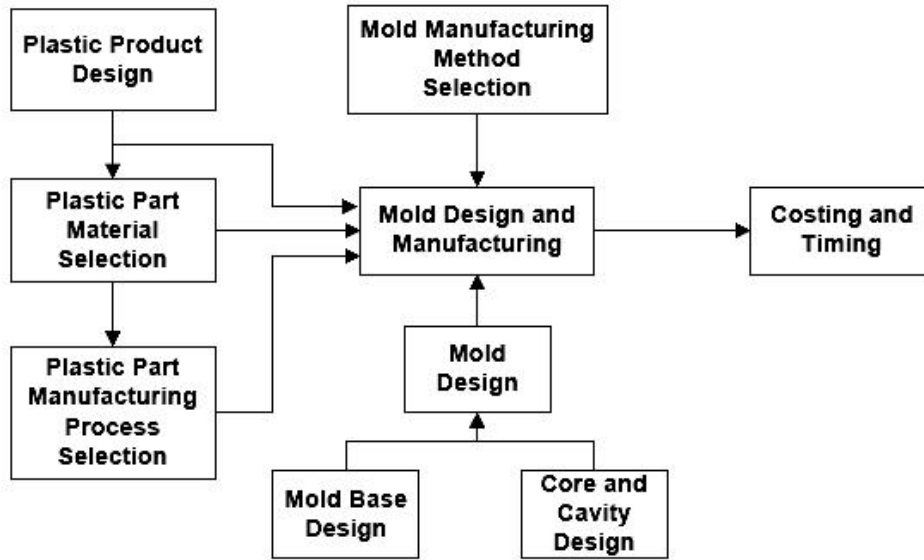 Plastic Product
Design
Mold Manufacturing
Method
Selection
Plastic Part
Material
Selection
Mold Design and
Manufacturing
Costing and
Timing
Plastic Part
Manufacturing
Process
Selection
Mold
Design
Mold Base
Design
Core and
Cavity
Design